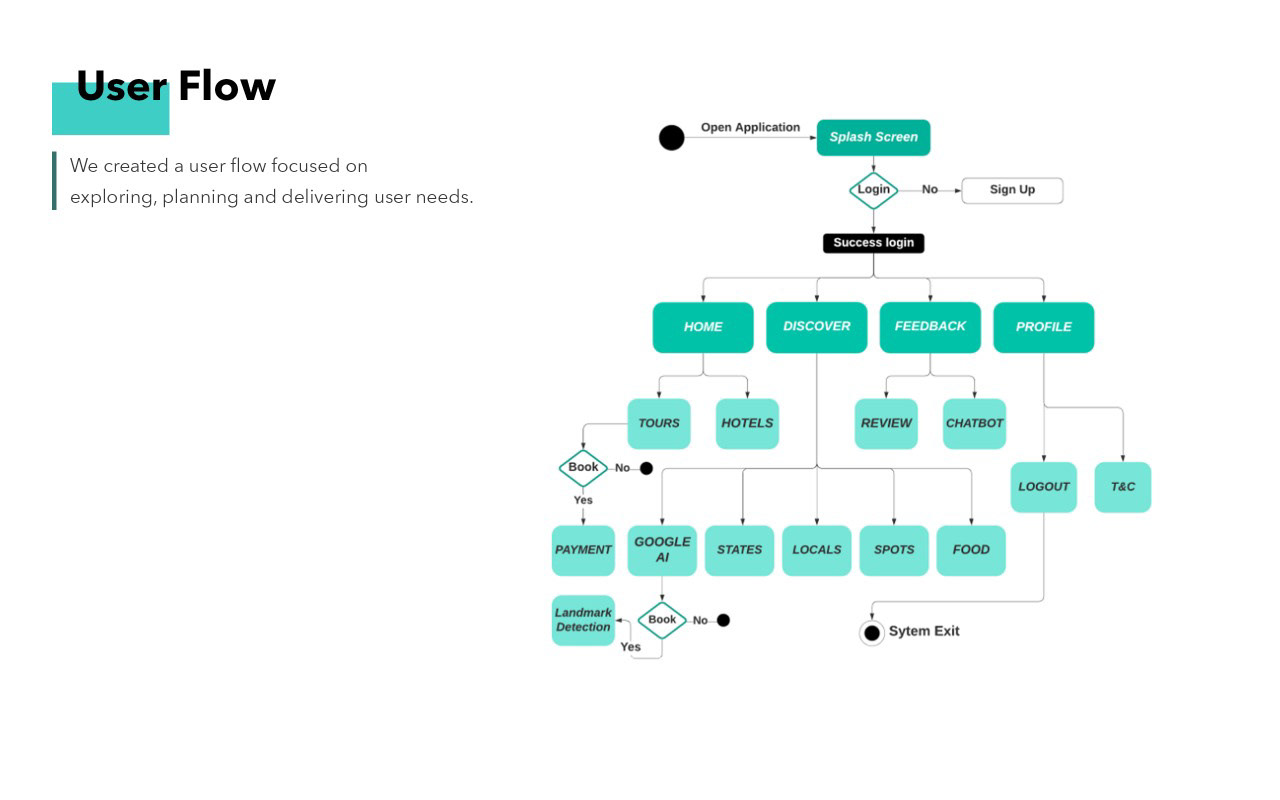 User Flow
We created a user flow focused on
exploring, planning and delivering user needs.
Open Application
Splash Screen
Login
No
Sign Up
Success login
HOME
DISCOVER
FEEDBACK
PROFILE
TOURS
HOTELS
REVIEW
CHATBOT
Book
No
Yes
LOGOUT
T&C
PAYMENT
GOOGLE
AI
STATES
LOCALS
SPOTS
FOOD
Landmark
Detection
Book
No
Yes
Sytem Exit